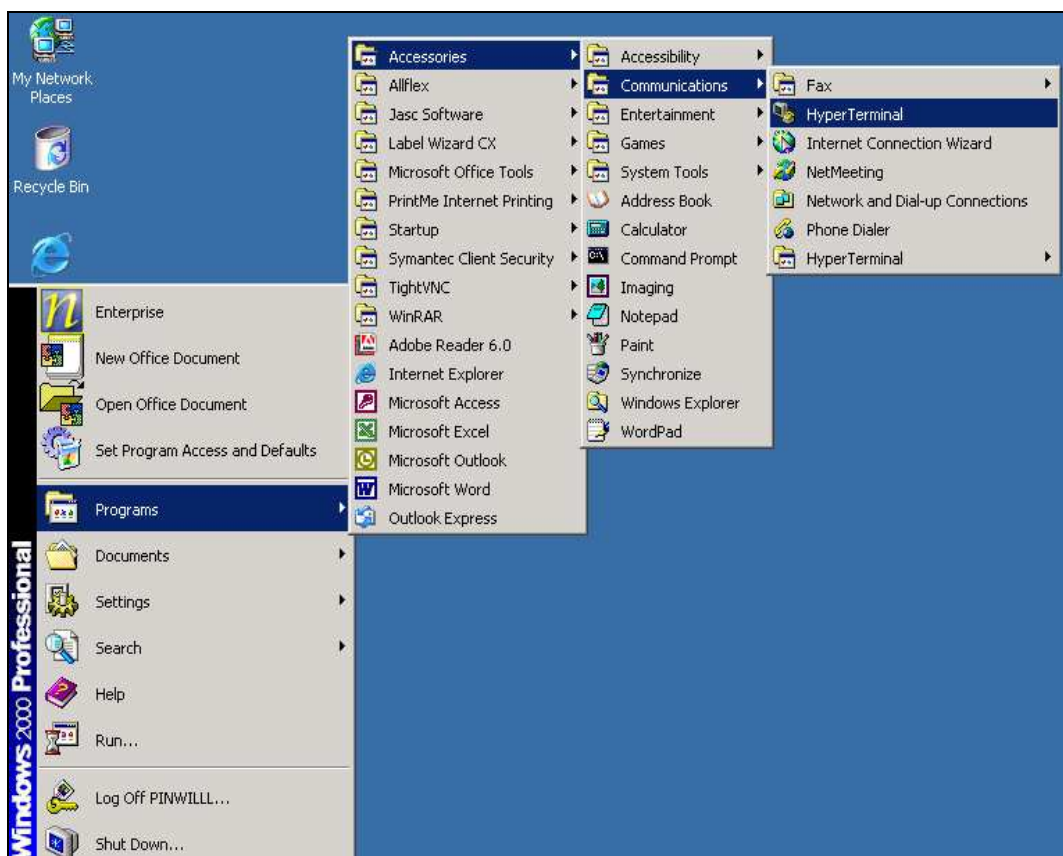 My Network
Places
Recycle Bin
Enterprise
New Office Document
Open Office Document
Set Program Access and Defaults
Programs
Documents
Settings
Search
Help
Run...
Log Off PINWILLL...
Shut Down...
Windows 2000 Professional
Accessories
Allflex
Jasc Software
Label Wizard CX
Microsoft Office Tools
PrintMe Internet Printing
Startup
Symantec Client Security
TightVNC
WinRAR
Adobe Reader 6.0
Internet Explorer
Microsoft Access
Microsoft Excel
Microsoft Outlook
Microsoft Word
Outlook Express
Accessibility
Communications
Entertainment
Games
System Tools
Address Book
Calculator
Command Prompt
Imaging
Notepad
Paint
Synchronize
Windows Explorer
WordPad
Fax
HyperTerminal
Internet Connection Wizard
NetMeeting
Network and Dial-up Connections
Phone Dialer
HyperTerminal